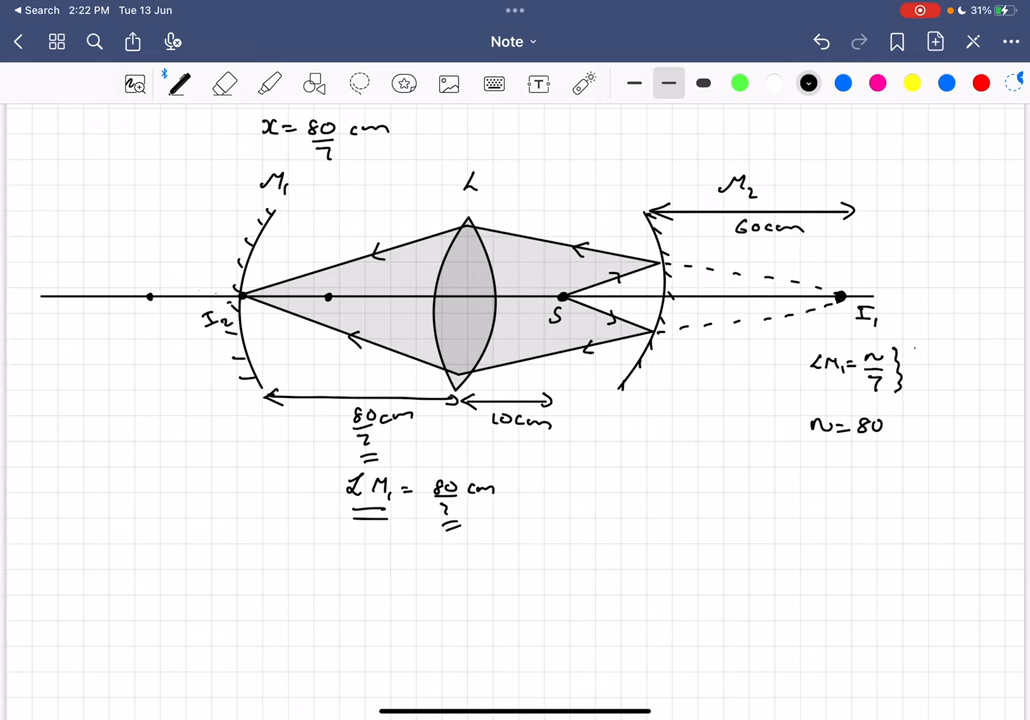 Search 2:22 PM Tue 13 Jun
31%
Note
x = 80/7 cm
M₁
L
M₂
60cm
S
I₂
I₁
LM₁ = n/7 }
80/7 cm
10cm
n = 80
LM₁ = 80/7 cm